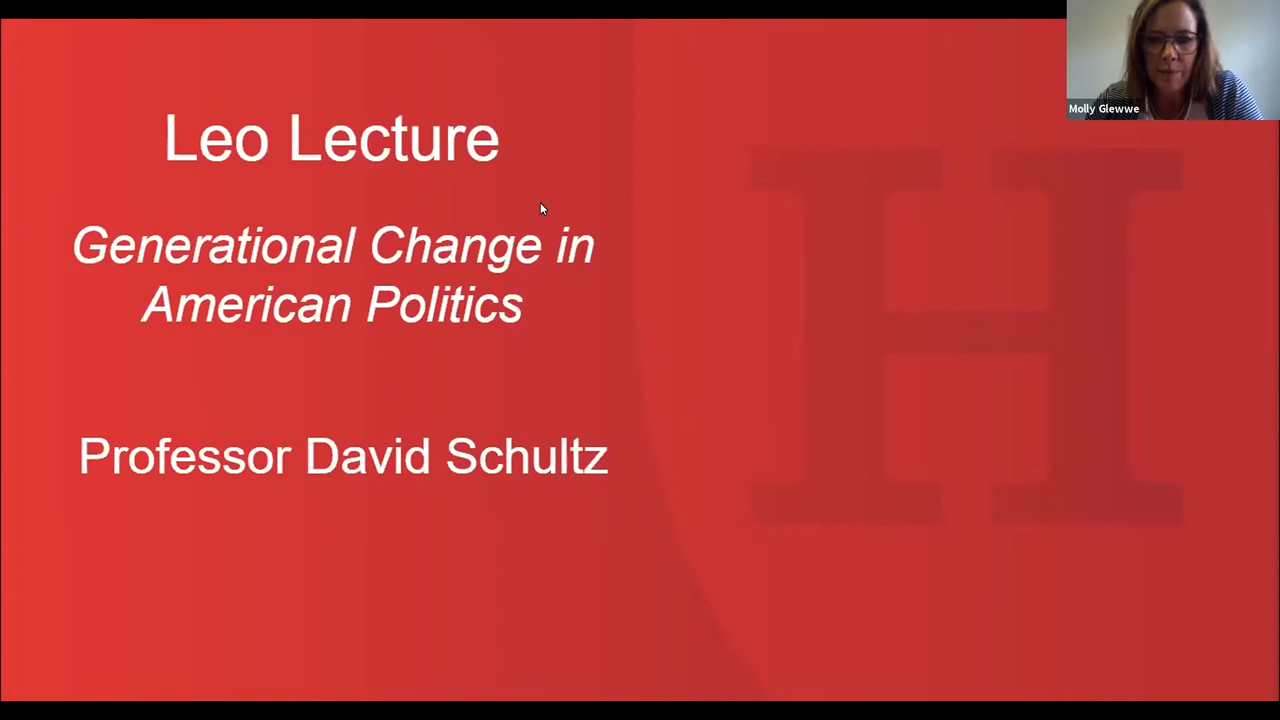 Leo Lecture
Generational Change in
American Politics
Professor David Schultz
H
Molly Glewwe